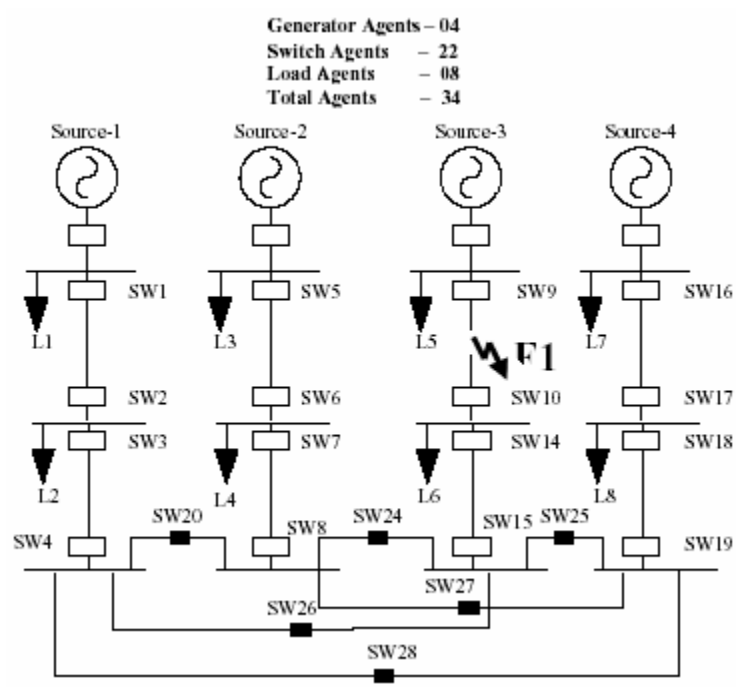 Generator Agents – 04
Switch Agents – 22
Load Agents – 08
Total Agents – 34
Source-1 Source-2 Source-3 Source-4
SW1 SW5 SW9 SW16
L1 L3 L5 L7
F1
SW2 SW6 SW10 SW17
SW3 SW7 SW14 SW18
L2 L4 L6 L8
SW20 SW24 SW25
SW4 SW8 SW15 SW19
SW27
SW26
SW28